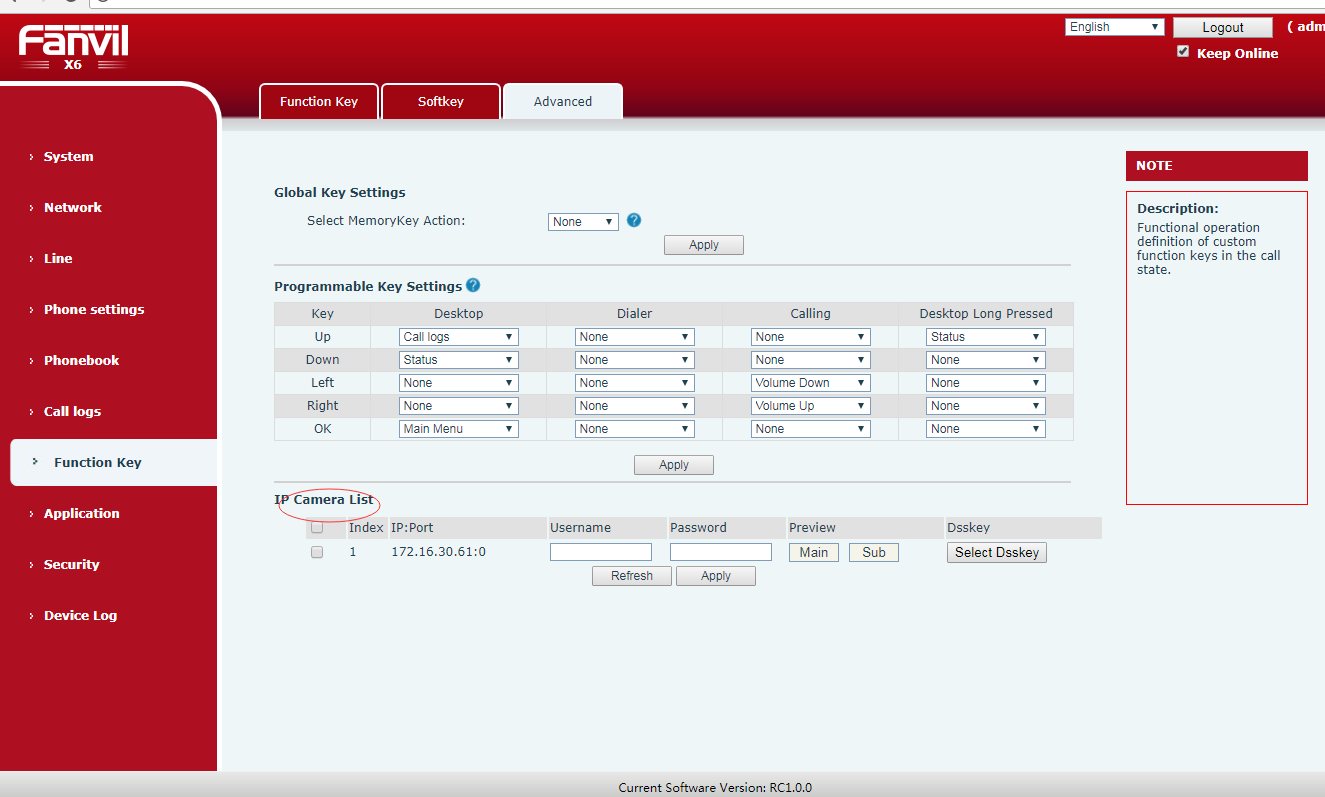 Fanvil
X6
English
Logout
( adm
Keep Online
Function Key
Softkey
Advanced
System
Network
Line
Phone settings
Phonebook
Call logs
Function Key
Application
Security
Device Log
Global Key Settings
Select MemoryKey Action: None ?
Apply
Programmable Key Settings ?
Key Desktop Dialer Calling Desktop Long Pressed
Up Call logs None None Status
Down Status None None None
Left None None Volume Down None
Right None None Volume Up None
OK Main Menu None None None
Apply
IP Camera List
Index IP:Port Username Password Preview Dsskey
1 172.16.30.61:0 Main Sub Select Dsskey
Refresh Apply
NOTE
Description:
Functional operation
definition of custom
function keys in the call
state.
Current Software Version: RC1.0.0